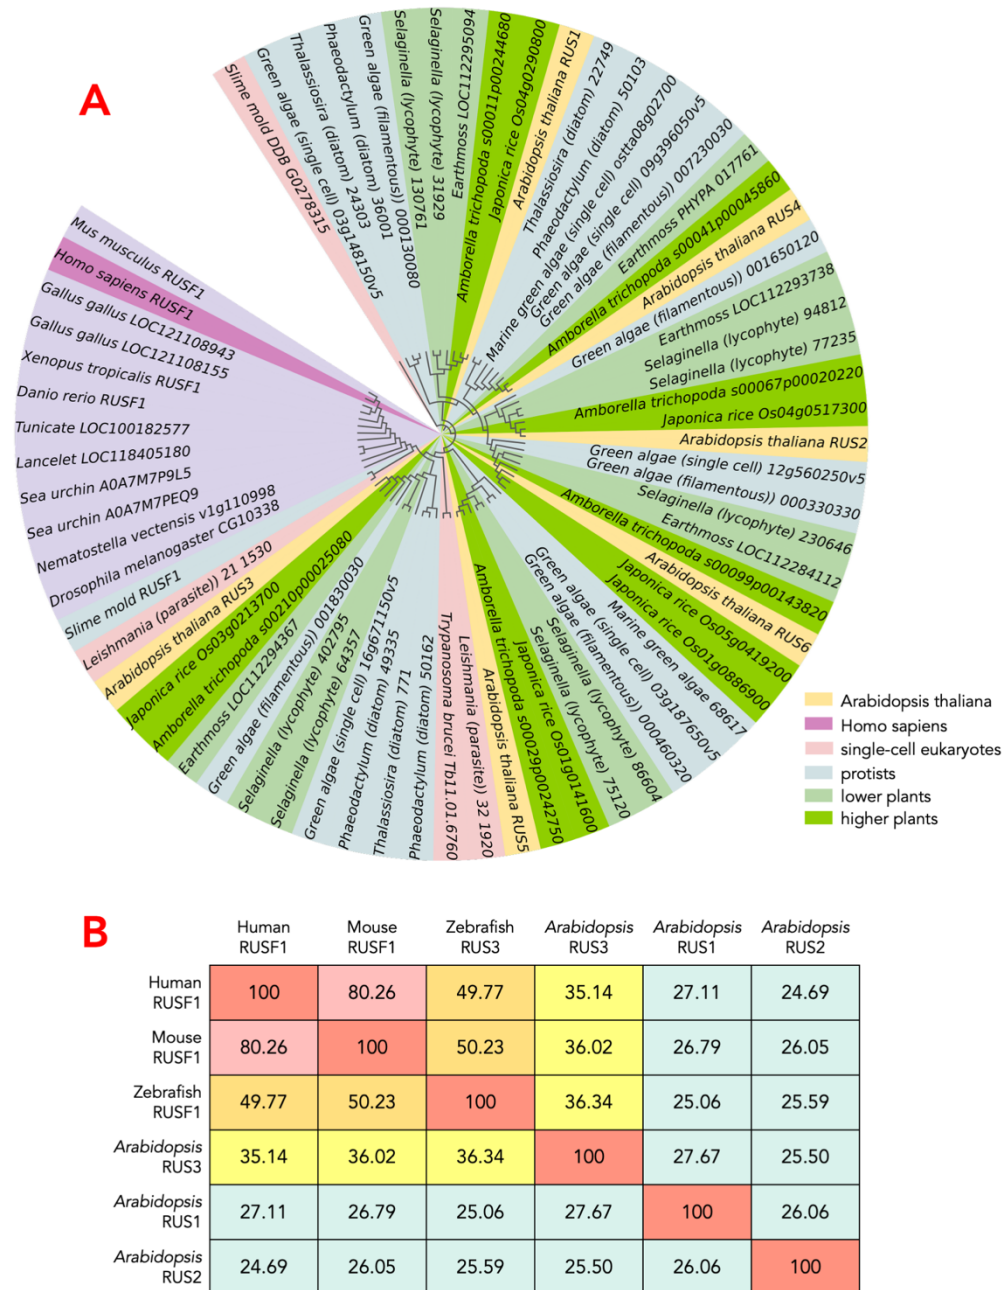 A
Slime mold DDB G0278315
Green algae (single cell) 03g148150v5
Thalassiosira (diatom) 24303
Phaeodactylum (diatom) 36001
Green algae (filamentous)) 000130080
Selaginella (lycophyte) 130761
Selaginella (lycophyte) 31929
Earthmoss LOC112295094
Amborella trichopoda s00011p00244680
Japonica rice Os04g0290800
Arabidopsis thaliana RUS1
Thalassiosira (diatom) 22749
Phaeodactylum (diatom) 50103
Marine green algae (single cell) ostta08g02700
Green algae (single cell) 09g396050v5
Green algae (filamentous)) 007230030
Earthmoss PHYPA 017761
Amborella trichopoda s00041p00045860
Arabidopsis thaliana RUS4
Green algae (filamentous)) 001650120
Earthmoss LOC112293738
Selaginella (lycophyte) 94812
Selaginella (lycophyte) 77235
Amborella trichopoda s00067p00020220
Japonica rice Os04g0517300
Arabidopsis thaliana RUS2
Green algae (single cell) 12g560250v5
Green algae (filamentous)) 000330330
Selaginella (lycophyte) 230646
Earthmoss LOC112284112
Amborella trichopoda s00099p00143820
Arabidopsis thaliana RUS6
Japonica rice Os05g0419200
Japonica rice Os01g0886900
Marine green algae 68617
Green algae (single cell) 03g187650v5
Green algae (filamentous)) 000460320
Selaginella (lycophyte) 86604
Selaginella (lycophyte) 75120
Japonica rice Os01g0141600
Amborella trichopoda s00029p00242750
Arabidopsis thaliana RUS5
Leishmania (parasite)) 32 1920
Trypanosoma brucei Tb11.01.6760
Phaeodactylum (diatom) 50162
Thalassiosira (diatom) 771
Phaeodactylum (diatom) 49335
Green algae (single cell) 16g671150v5
Selaginella (lycophyte) 64357
Selaginella (lycophyte) 402795
Green algae (filamentous)) 001830030
Earthmoss LOC112294367
Amborella trichopoda s00210p00025080
Japonica rice Os03g0213700
Arabidopsis thaliana RUS3
Leishmania (parasite)) 21 1530
Slime mold RUSF1
Drosophila melanogaster CG10338
Nematostella vectensis v1g110998
Sea urchin A0A7M7PEQ9
Sea urchin A0A7M7P9L5
Lancelet LOC118405180
Tunicate LOC100182577
Danio rerio RUSF1
Xenopus tropicalis RUSF1
Gallus gallus LOC121108155
Gallus gallus LOC121108943
Homo sapiens RUSF1
Mus musculus RUSF1
Arabidopsis thaliana
Homo sapiens
single-cell eukaryotes
protists
lower plants
higher plants
B
Human Mouse Zebrafish Arabidopsis Arabidopsis Arabidopsis
RUSF1 RUSF1 RUS3 RUS3 RUS1 RUS2
Human
RUSF1 100 80.26 49.77 35.14 27.11 24.69
Mouse
RUSF1 80.26 100 50.23 36.02 26.79 26.05
Zebrafish
RUSF1 49.77 50.23 100 36.34 25.06 25.59
Arabidopsis
RUS3 35.14 36.02 36.34 100 27.67 25.50
Arabidopsis
RUS1 27.11 26.79 25.06 27.67 100 26.06
Arabidopsis
RUS2 24.69 26.05 25.59 25.50 26.06 100